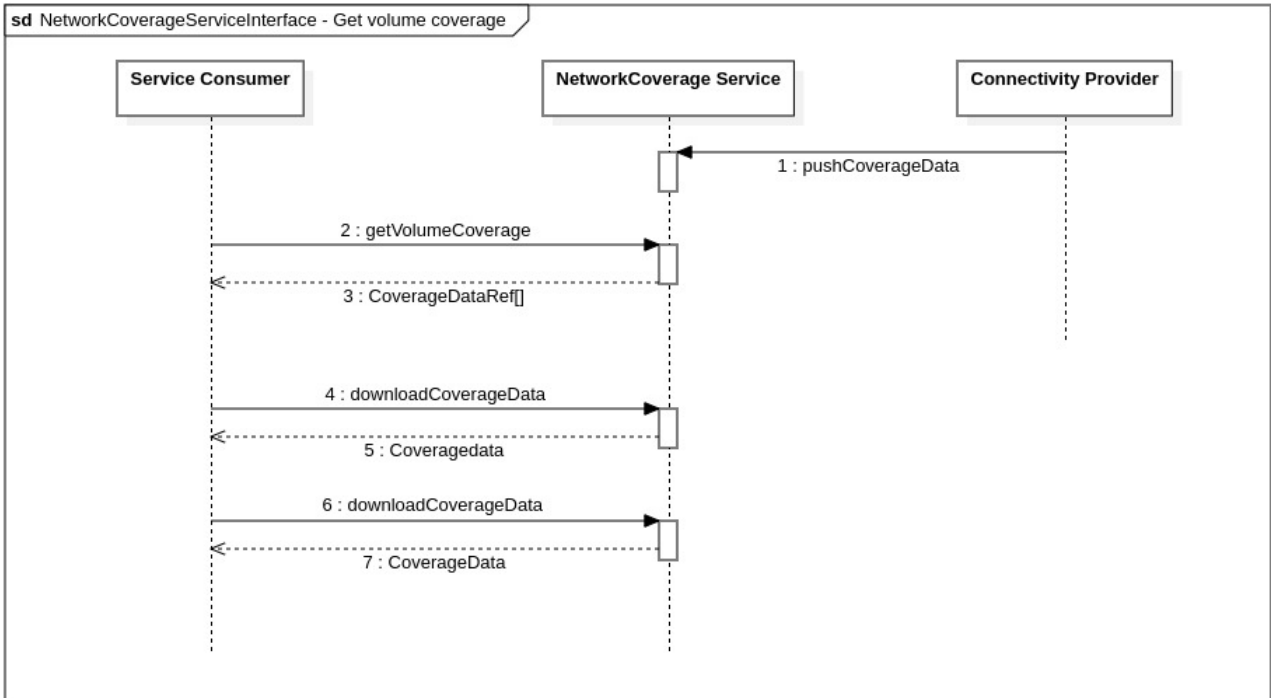 sd NetworkCoverageServiceInterface - Get volume coverage
Service Consumer
NetworkCoverage Service
Connectivity Provider
1 : pushCoverageData
2 : getVolumeCoverage
3 : CoverageDataRef[]
4 : downloadCoverageData
5 : Coveragedata
6 : downloadCoverageData
7 : CoverageData